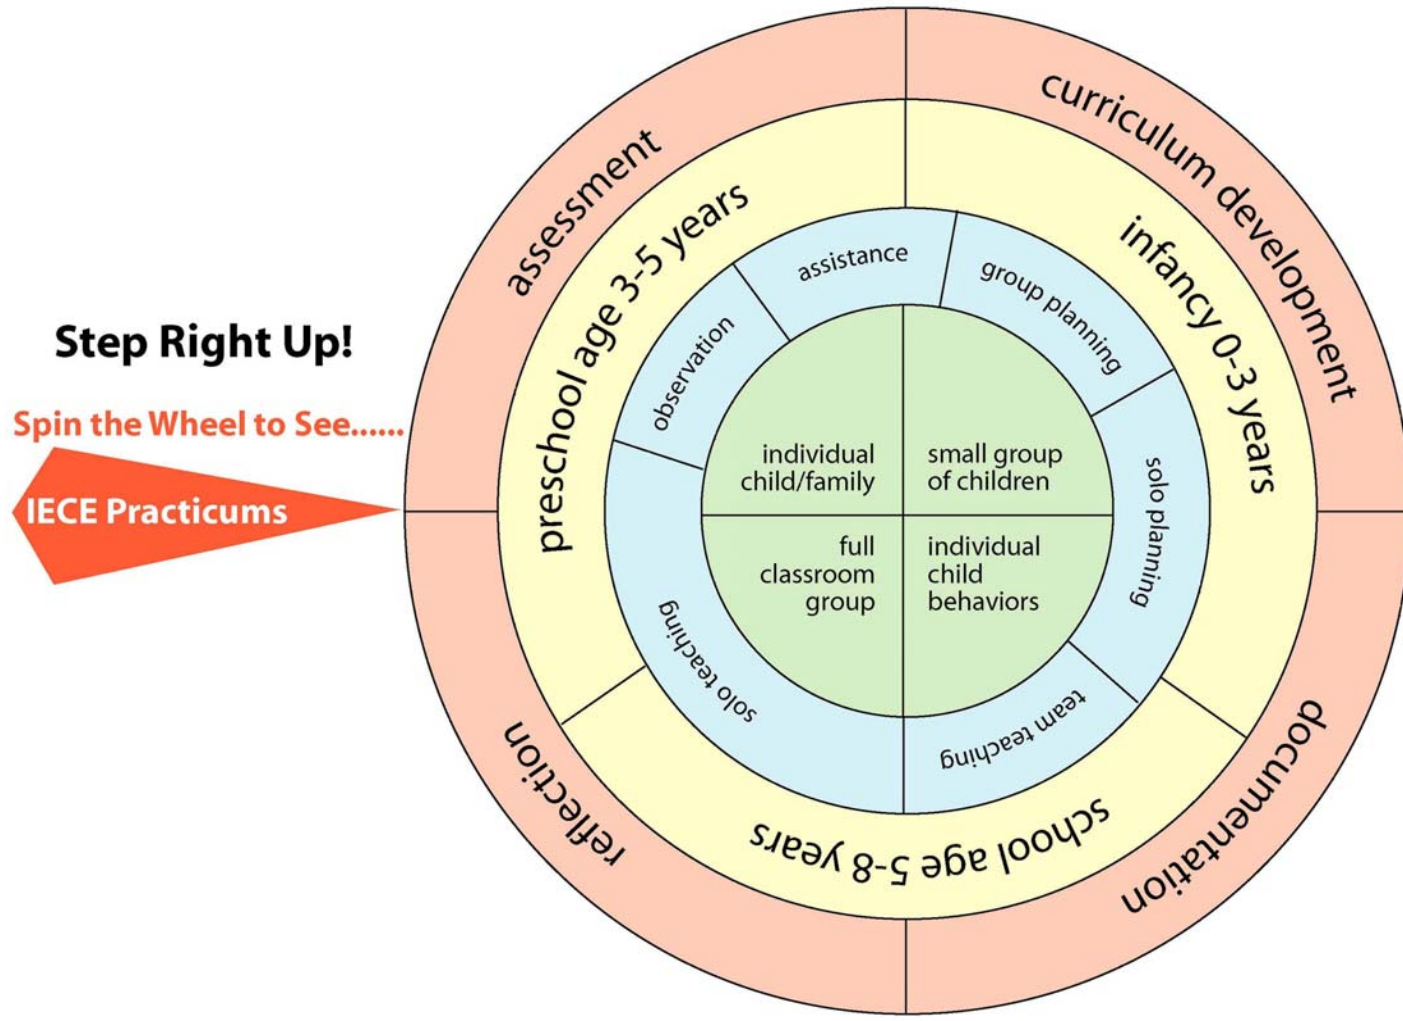 Step Right Up!
Spin the Wheel to See......
IECE Practicums
assessment
curriculum development
documentation
reflection
preschool age 3-5 years
infancy 0-3 years
school age 5-8 years
observation
assistance
group planning
solo planning
team teaching
solo teaching
individual
child/family
small group
of children
full
classroom
group
individual
child
behaviors